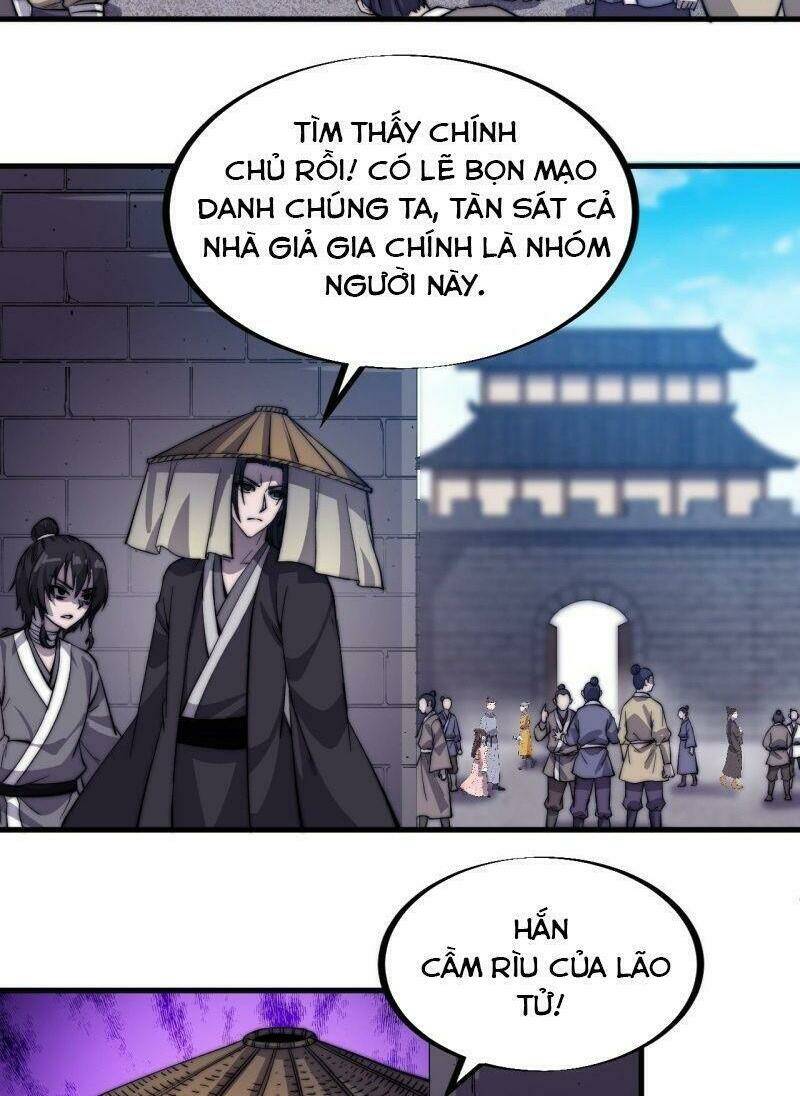 TÌM THẤY CHÍNH
CHỦ RỒI! CÓ LẼ BỌN MẠO
DANH CHÚNG TA, TÀN SÁT CẢ
NHÀ GIẢ GIA CHÍNH LÀ NHÓM
NGƯỜI NÀY.
HẮN
CẦM RÌU CỦA LÃO
TỬ!